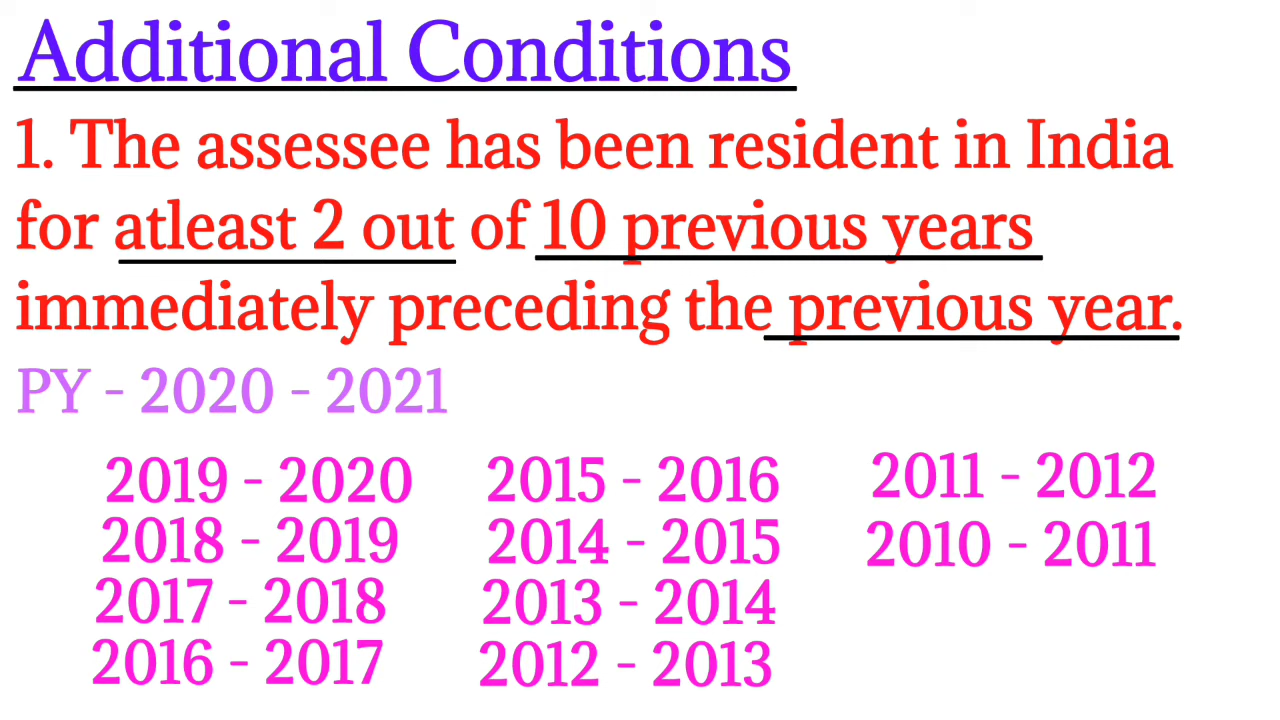 Additional Conditions
1. The assessee has been resident in India
for atleast 2 out of 10 previous years
immediately preceding the previous year.
PY - 2020 - 2021
2019 - 2020
2018 - 2019
2017 - 2018
2016 - 2017
2015 - 2016
2014 - 2015
2013 - 2014
2012 - 2013
2011 - 2012
2010 - 2011